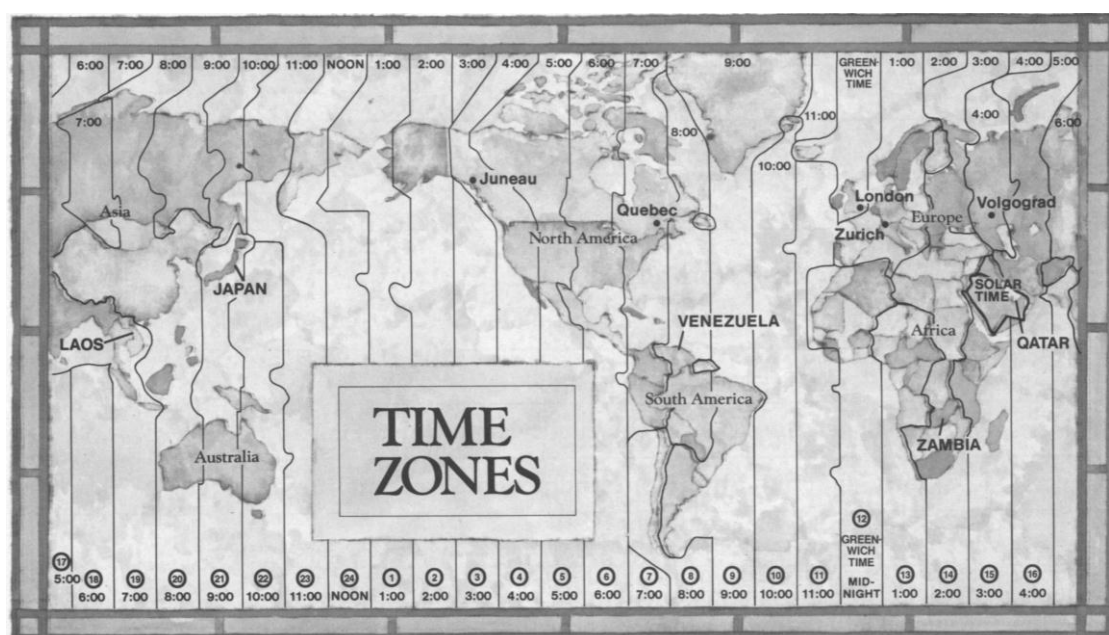 6:00 7:00 8:00 9:00 10:00 11:00 NOON 1:00 2:00 3:00 4:00 5:00 6:00 7:00 9:00 GREEN- 1:00 2:00 3:00 4:00 5:00
WICH
TIME
7:00
8:00
11:00
10:00
4:00
6:00
Juneau
London
Volgograd
Asia
Quebec
Europe
Zurich
North America
JAPAN
SOLAR
TIME
VENEZUELA
LAOS
Africa
QATAR
South America
TIME
ZONES
ZAMBIA
Australia
12
GREEN-
WICH
TIME
17 18 19 20 21 22 23 24 1 2 3 4 5 6 7 8 9 10 11 13 14 15 16
5:00 6:00 7:00 8:00 9:00 10:00 11:00 NOON 1:00 2:00 3:00 4:00 5:00 6:00 7:00 8:00 9:00 10:00 11:00 MID- 1:00 2:00 3:00 4:00
NIGHT